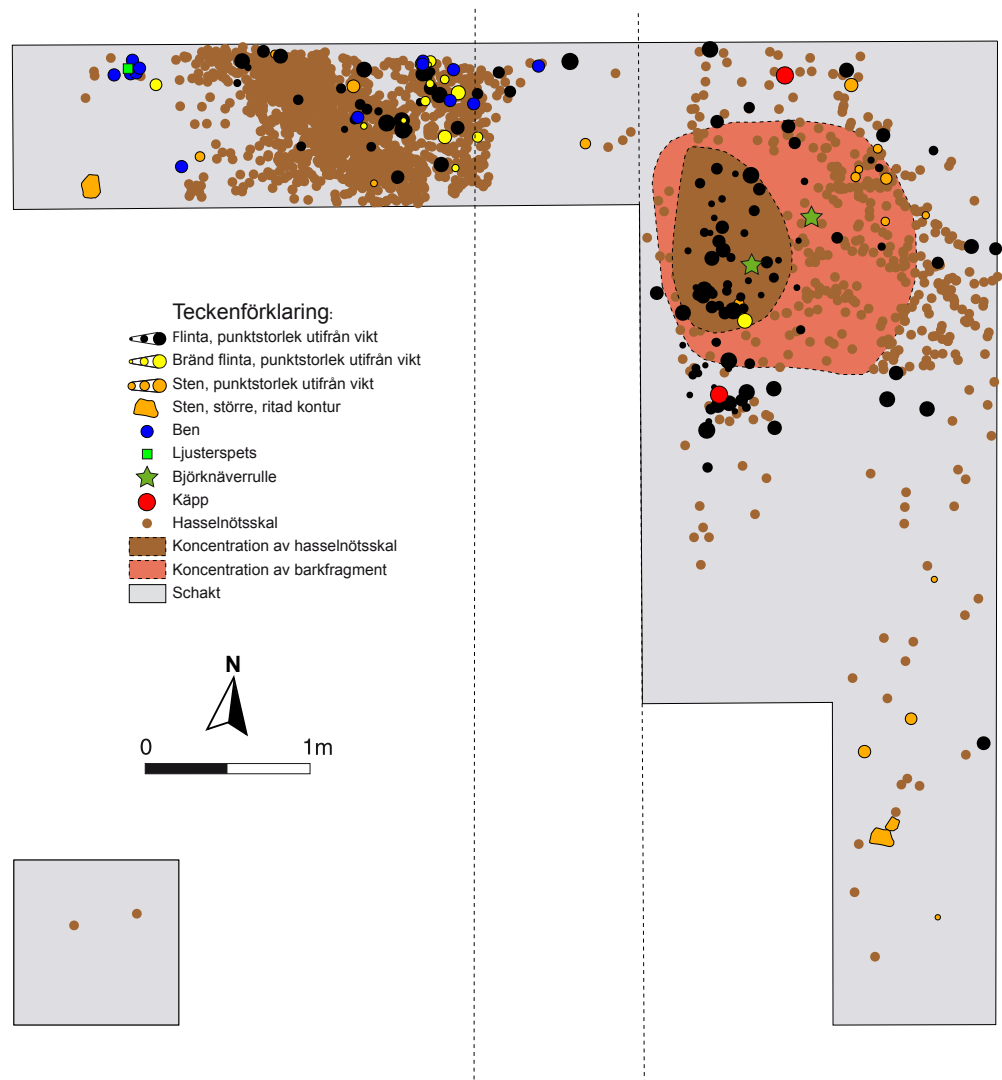 Teckenförklaring:
Flinta, punktstorlek utifrån vikt
Bränd flinta, punktstorlek utifrån vikt
Sten, punktstorlek utifrån vikt
Sten, större, ritad kontur
Ben
Ljusterspets
Björknäverrulle
Käpp
Hasselnötsskal
Koncentration av hasselnötsskal
Koncentration av barkfragment
Schakt
N
0 1m